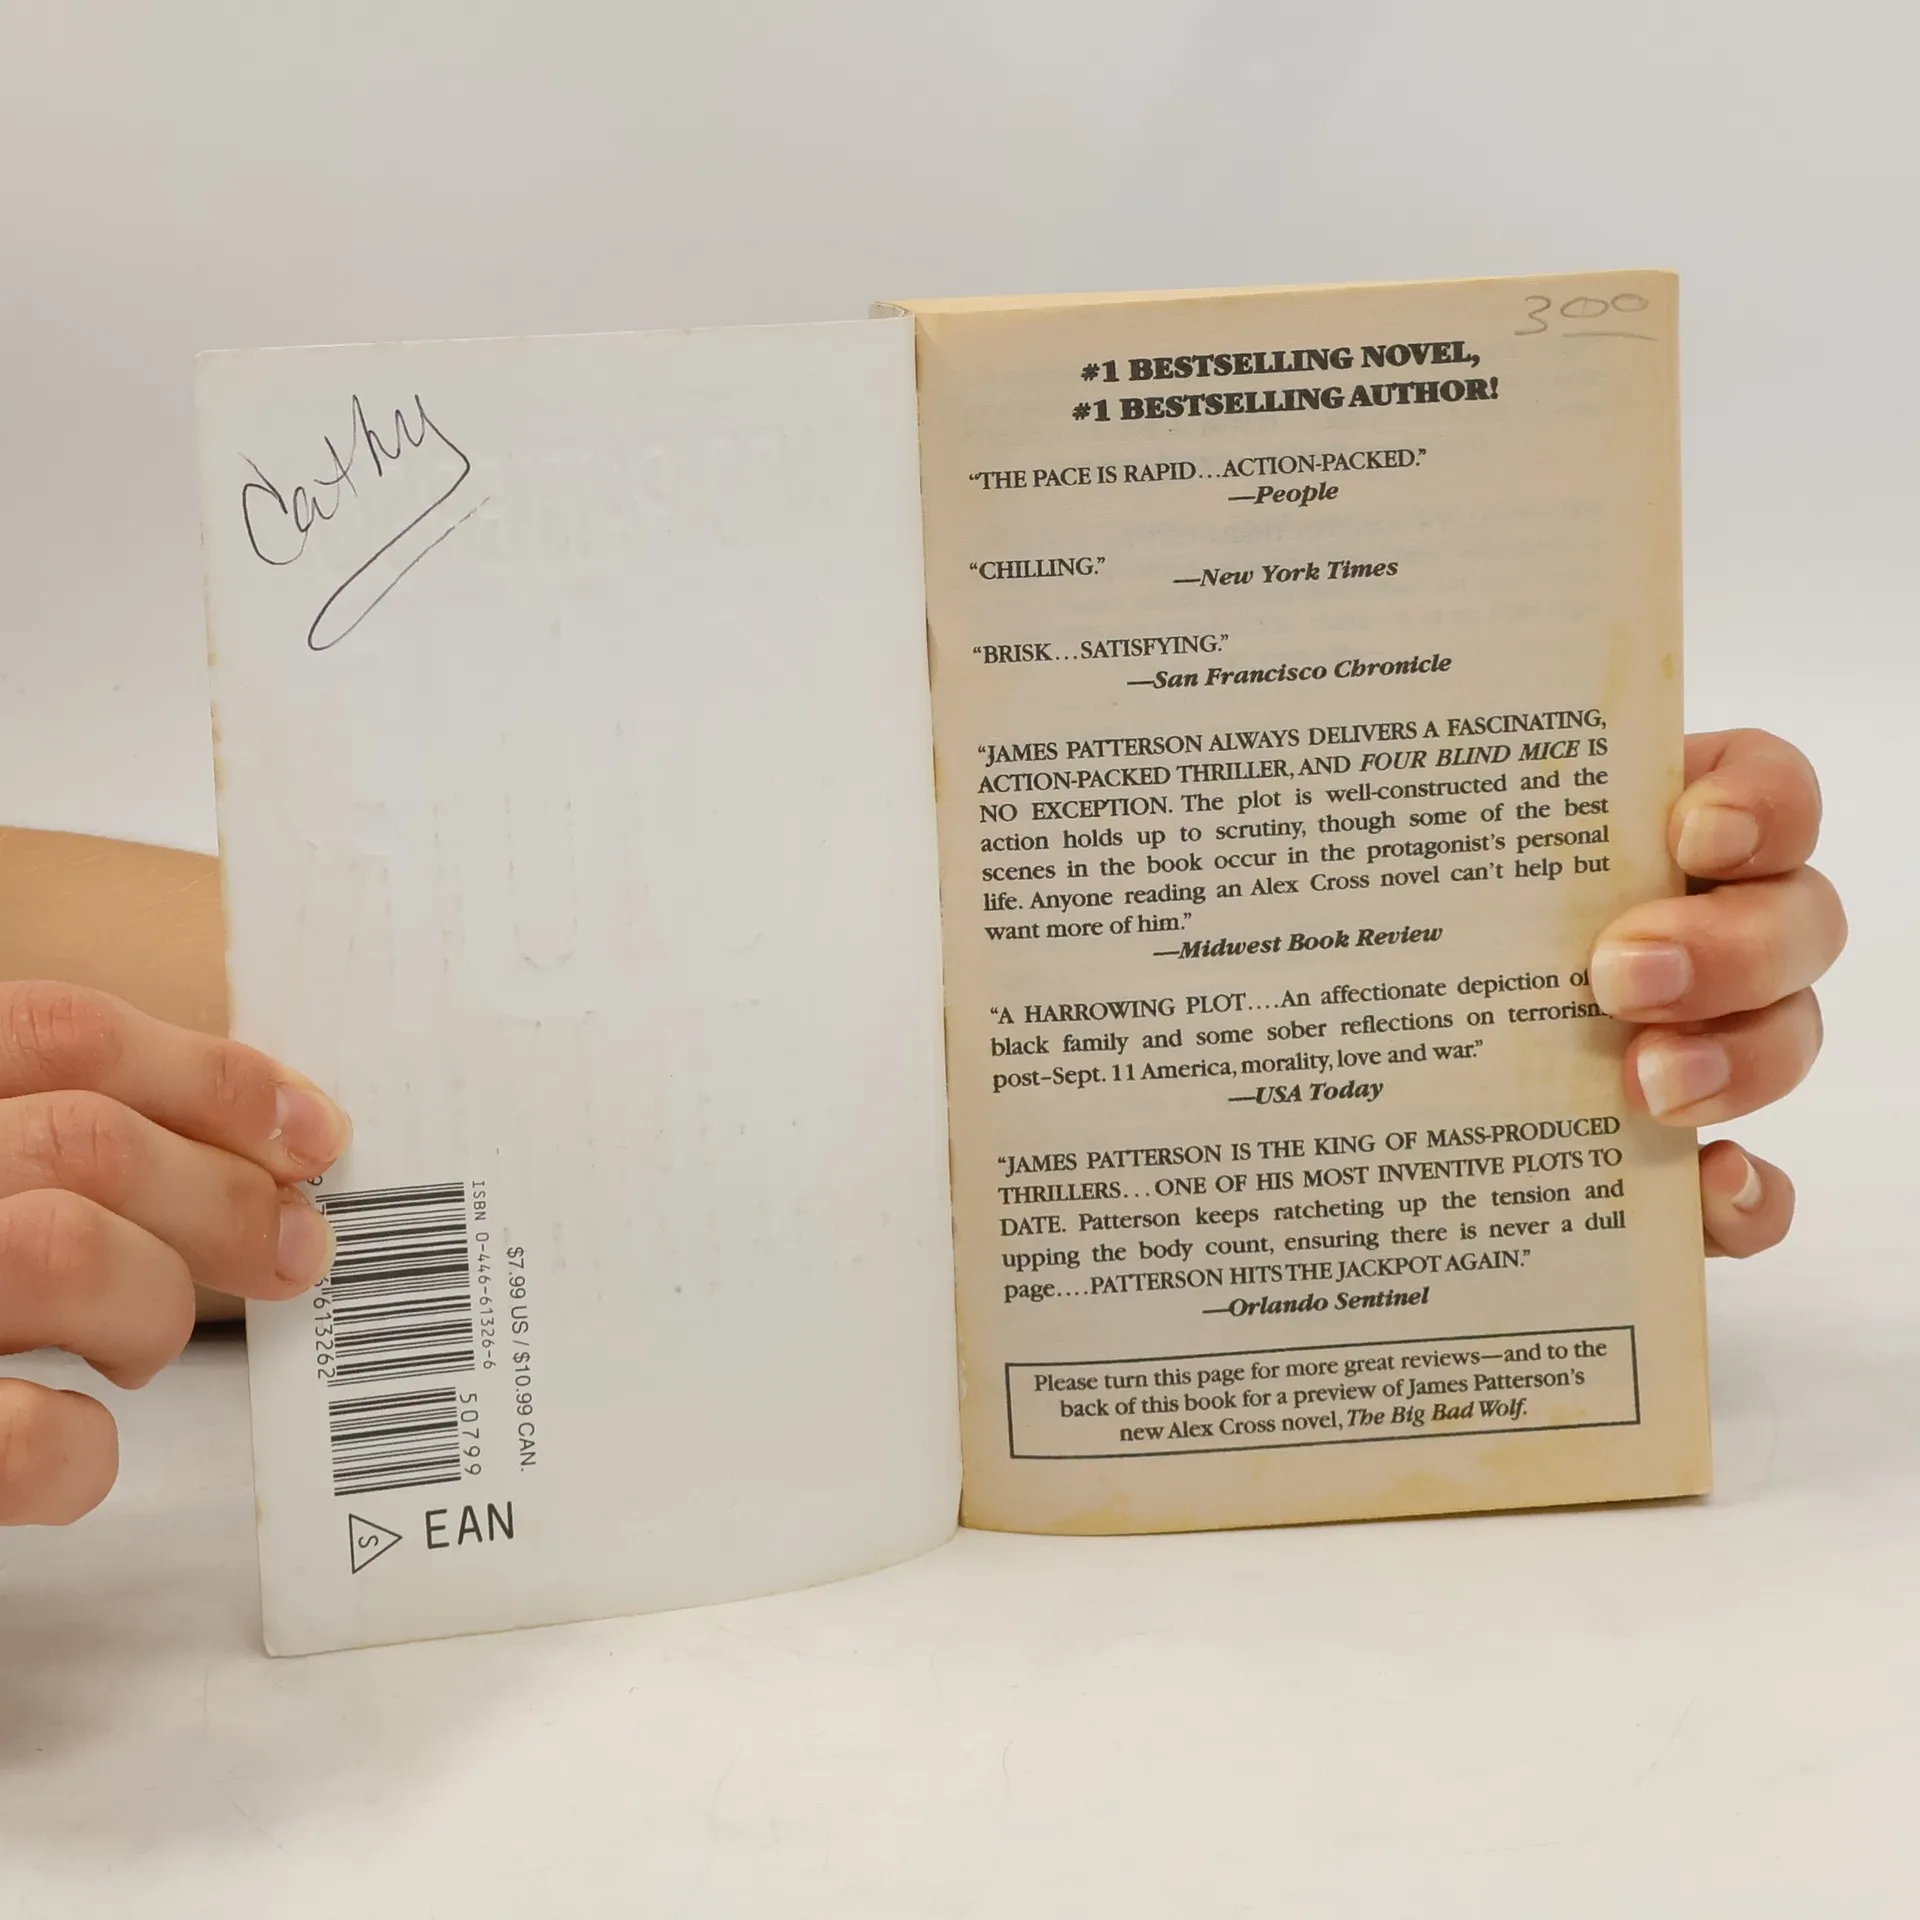 Cathy
ISBN 0-446-61326-6
$7.99 US / $10.99 CAN.
613262
50799
S
EAN
3 00
#1 BESTSELLING NOVEL,
#1 BESTSELLING AUTHOR!
“THE PACE IS RAPID…ACTION-PACKED.”
—People
“CHILLING.”
—New York Times
“BRISK…SATISFYING.”
—San Francisco Chronicle
“JAMES PATTERSON ALWAYS DELIVERS A FASCINATING,
ACTION-PACKED THRILLER, AND FOUR BLIND MICE IS
NO EXCEPTION. The plot is well-constructed and the
action holds up to scrutiny, though some of the best
scenes in the book occur in the protagonist’s personal
life. Anyone reading an Alex Cross novel can’t help but
want more of him.”
—Midwest Book Review
“A HARROWING PLOT….An affectionate depiction of
black family and some sober reflections on terrorism,
post–Sept. 11 America, morality, love and war.”
—USA Today
“JAMES PATTERSON IS THE KING OF MASS-PRODUCED
THRILLERS…ONE OF HIS MOST INVENTIVE PLOTS TO
DATE. Patterson keeps ratcheting up the tension and
upping the body count, ensuring there is never a dull
page….PATTERSON HITS THE JACKPOT AGAIN.”
—Orlando Sentinel
Please turn this page for more great reviews—and to the
back of this book for a preview of James Patterson’s
new Alex Cross novel, The Big Bad Wolf.